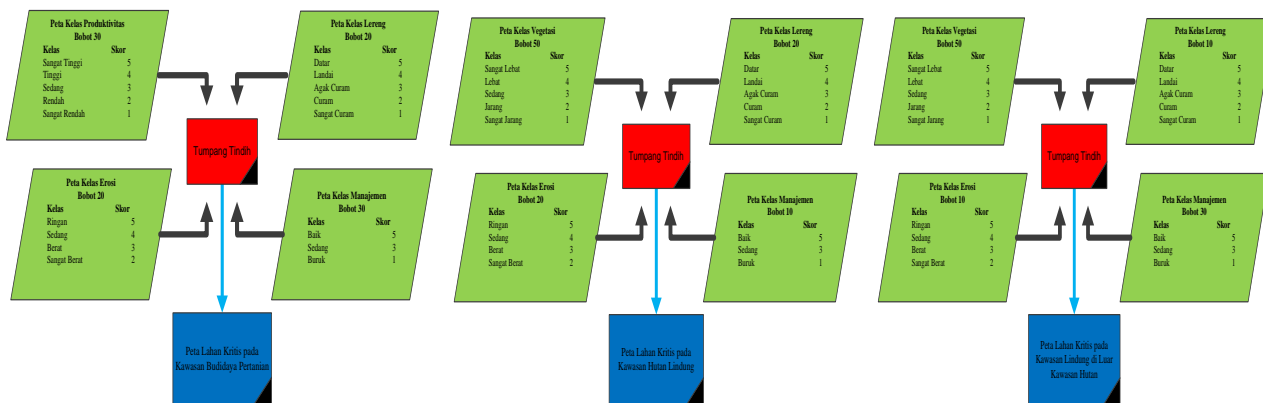 Peta Kelas Produktivitas
Bobot 30
Kelas Skor
Sangat Tinggi 5
Tinggi 4
Sedang 3
Rendah 2
Sangat Rendah 1
Peta Kelas Lereng
Bobot 20
Kelas Skor
Datar 5
Landai 4
Agak Curam 3
Curam 2
Sangat Curam 1
Tumpang Tindih
Peta Kelas Erosi
Bobot 20
Kelas Skor
Ringan 5
Sedang 4
Berat 3
Sangat Berat 2
Peta Kelas Manajemen
Bobot 30
Kelas Skor
Baik 5
Sedang 3
Buruk 1
Peta Lahan Kritis pada
Kawasan Budidaya Pertanian
Peta Kelas Vegetasi
Bobot 50
Kelas Skor
Sangat Lebat 5
Lebat 4
Sedang 3
Jarang 2
Sangat Jarang 1
Peta Kelas Lereng
Bobot 20
Kelas Skor
Datar 5
Landai 4
Agak Curam 3
Curam 2
Sangat Curam 1
Tumpang Tindih
Peta Kelas Erosi
Bobot 20
Kelas Skor
Ringan 5
Sedang 4
Berat 3
Sangat Berat 2
Peta Kelas Manajemen
Bobot 10
Kelas Skor
Baik 5
Sedang 3
Buruk 1
Peta Lahan Kritis pada
Kawasan Hutan Lindung
Peta Kelas Vegetasi
Bobot 50
Kelas Skor
Sangat Lebat 5
Lebat 4
Sedang 3
Jarang 2
Sangat Jarang 1
Peta Kelas Lereng
Bobot 10
Kelas Skor
Datar 5
Landai 4
Agak Curam 3
Curam 2
Sangat Curam 1
Tumpang Tindih
Peta Kelas Erosi
Bobot 10
Kelas Skor
Ringan 5
Sedang 4
Berat 3
Sangat Berat 2
Peta Kelas Manajemen
Bobot 30
Kelas Skor
Baik 5
Sedang 3
Buruk 1
Peta Lahan Kritis pada
Kawasan Lindung di Luar
Kawasan Hutan